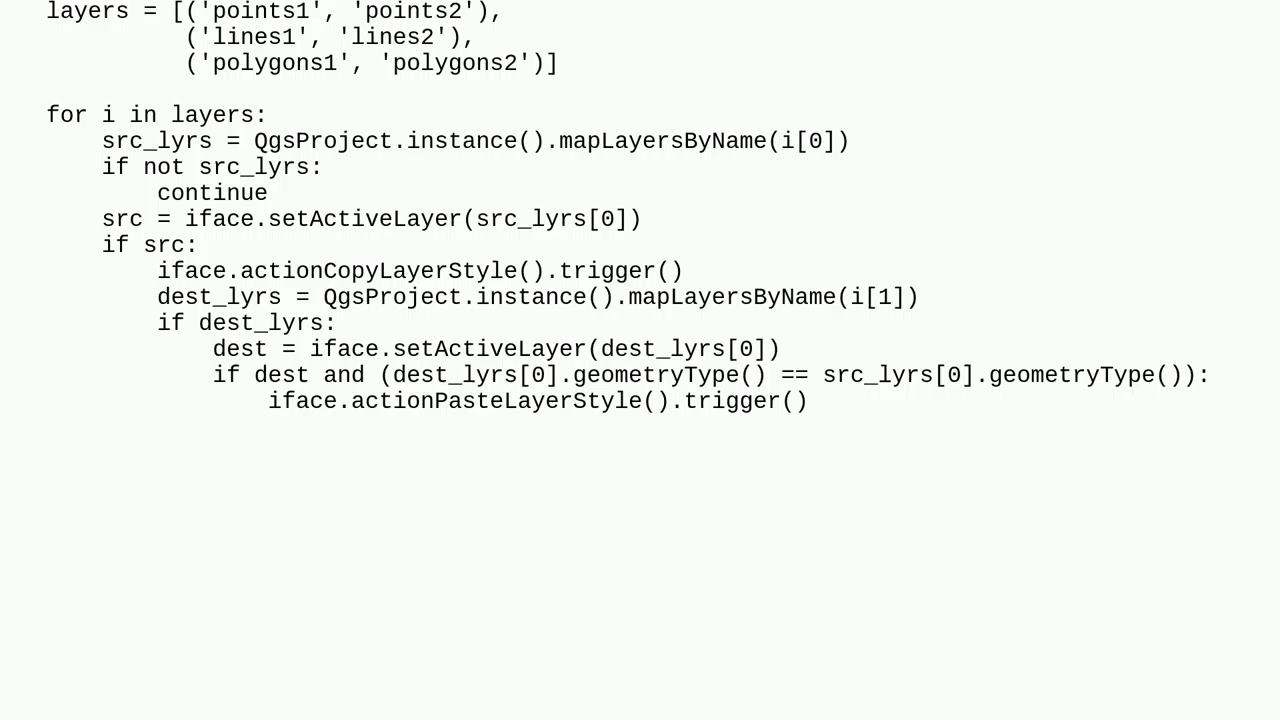 layers = [('points1', 'points2'),
          ('lines1', 'lines2'),
          ('polygons1', 'polygons2')]

for i in layers:
    src_lyrs = QgsProject.instance().mapLayersByName(i[0])
    if not src_lyrs:
        continue
    src = iface.setActiveLayer(src_lyrs[0])
    if src:
        iface.actionCopyLayerStyle().trigger()
        dest_lyrs = QgsProject.instance().mapLayersByName(i[1])
        if dest_lyrs:
            dest = iface.setActiveLayer(dest_lyrs[0])
            if dest and (dest_lyrs[0].geometryType() == src_lyrs[0].geometryType()):
                iface.actionPasteLayerStyle().trigger()